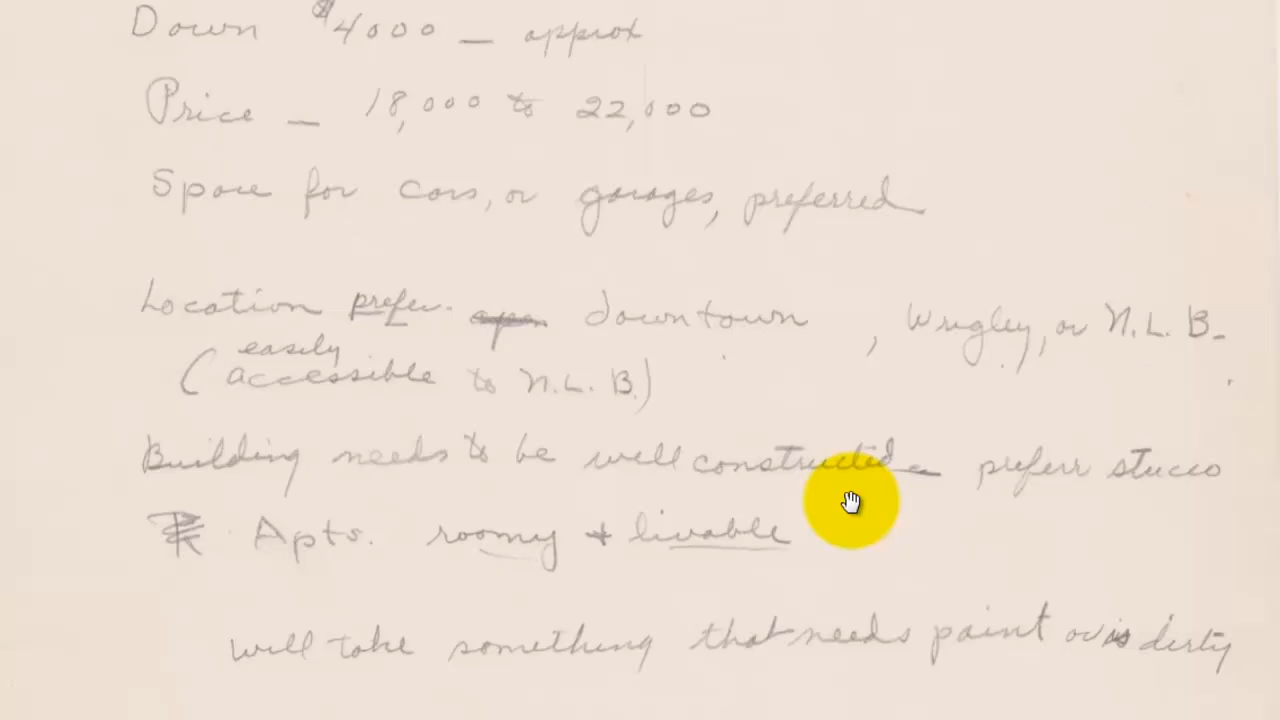 Down $4000 — approx
Price — 18,000 to 22,000
Space for cars, or garages, preferred
Location prefer. downtown, Wrigley, or N.L.B.
(easily accessible to N.L.B.)
Building needs to be well constructed — preferr stucco
Apts. roomy + livable
will take something that needs paint or is dirty